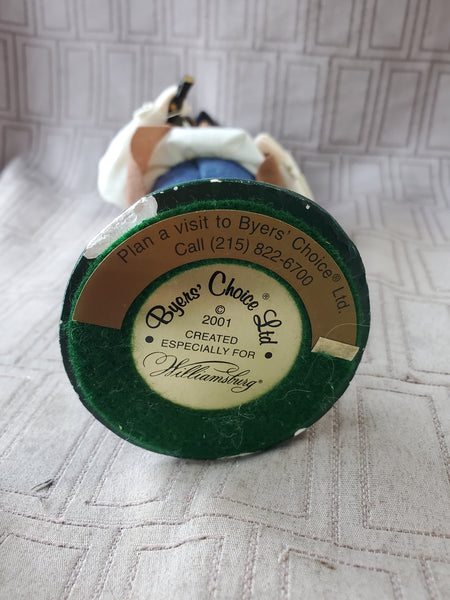 Plan a visit to Byers' Choice® Ltd.
Call (215) 822-6700
Byers' Choice® Ltd
©
2001
CREATED
• ESPECIALLY FOR •
Williamsburg®